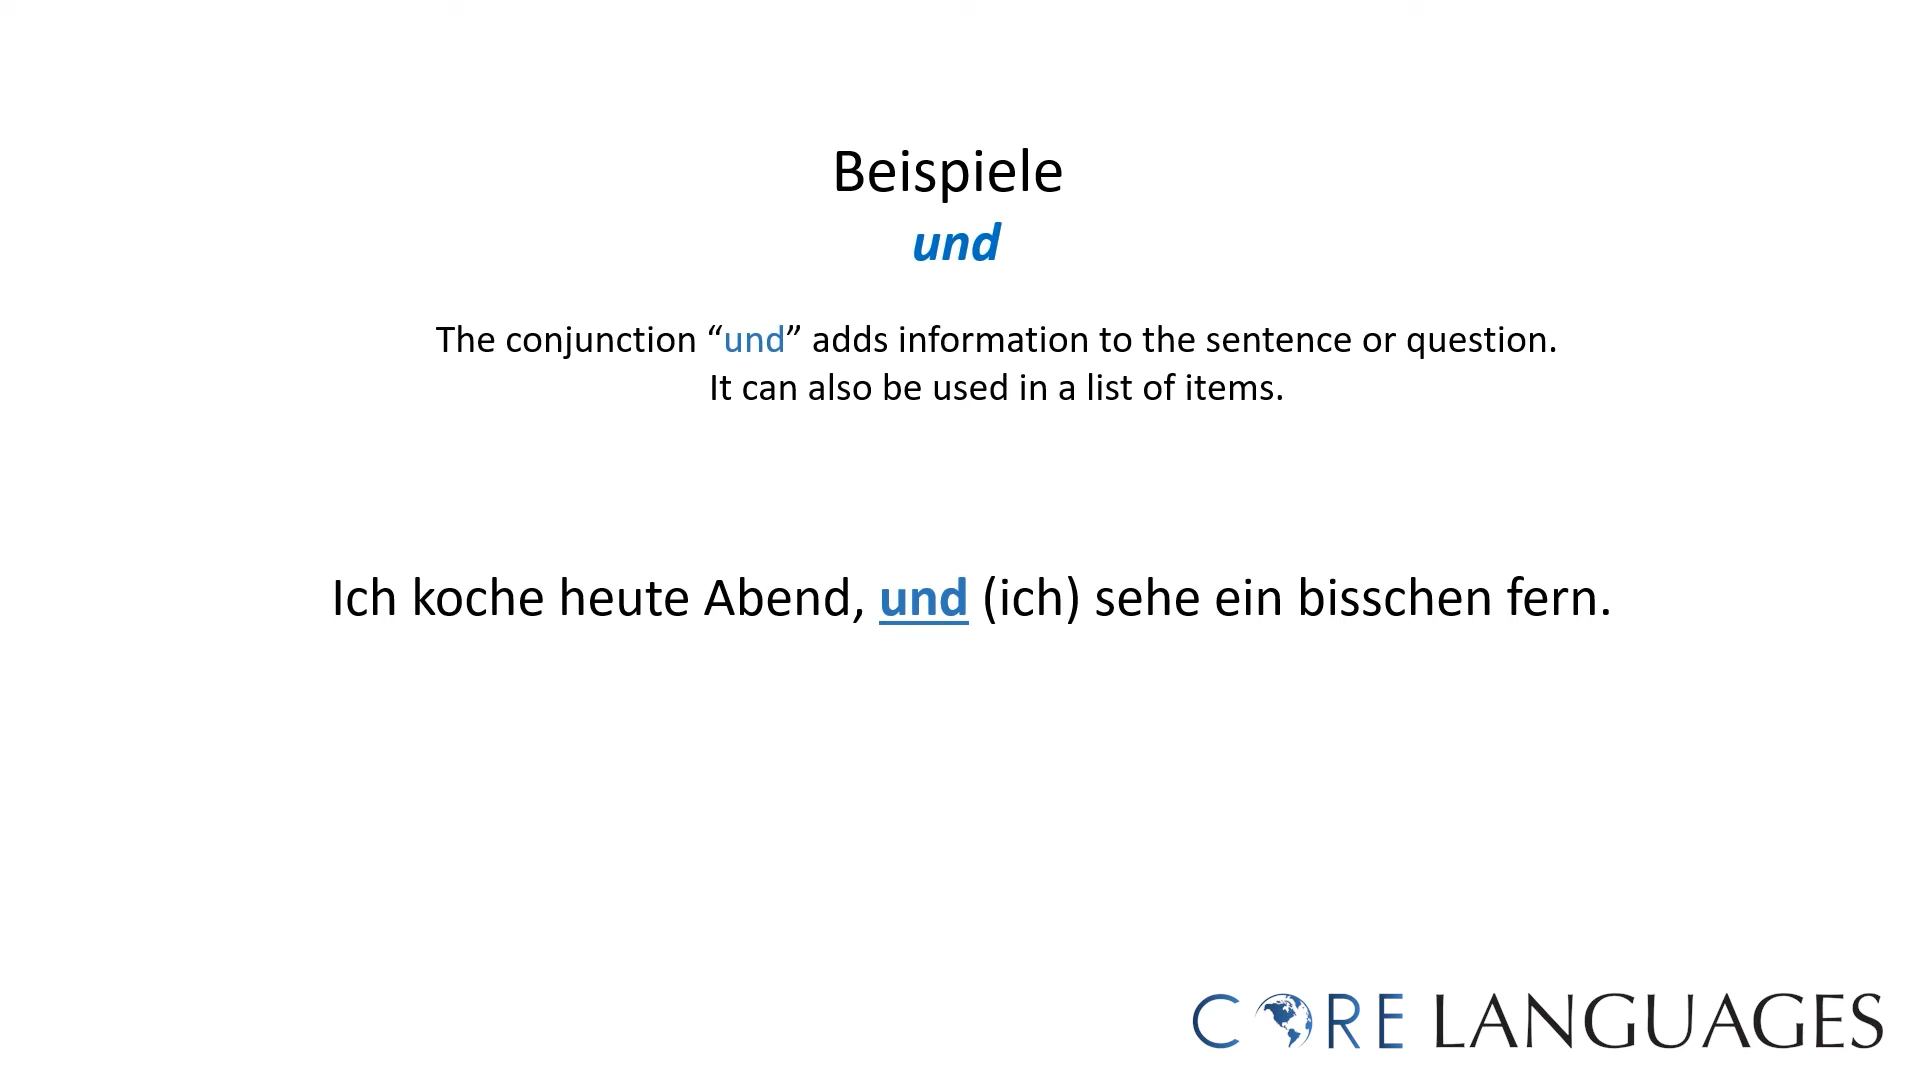 Beispiele
und
The conjunction “und” adds information to the sentence or question.
It can also be used in a list of items.
Ich koche heute Abend, und (ich) sehe ein bisschen fern.
CORE LANGUAGES